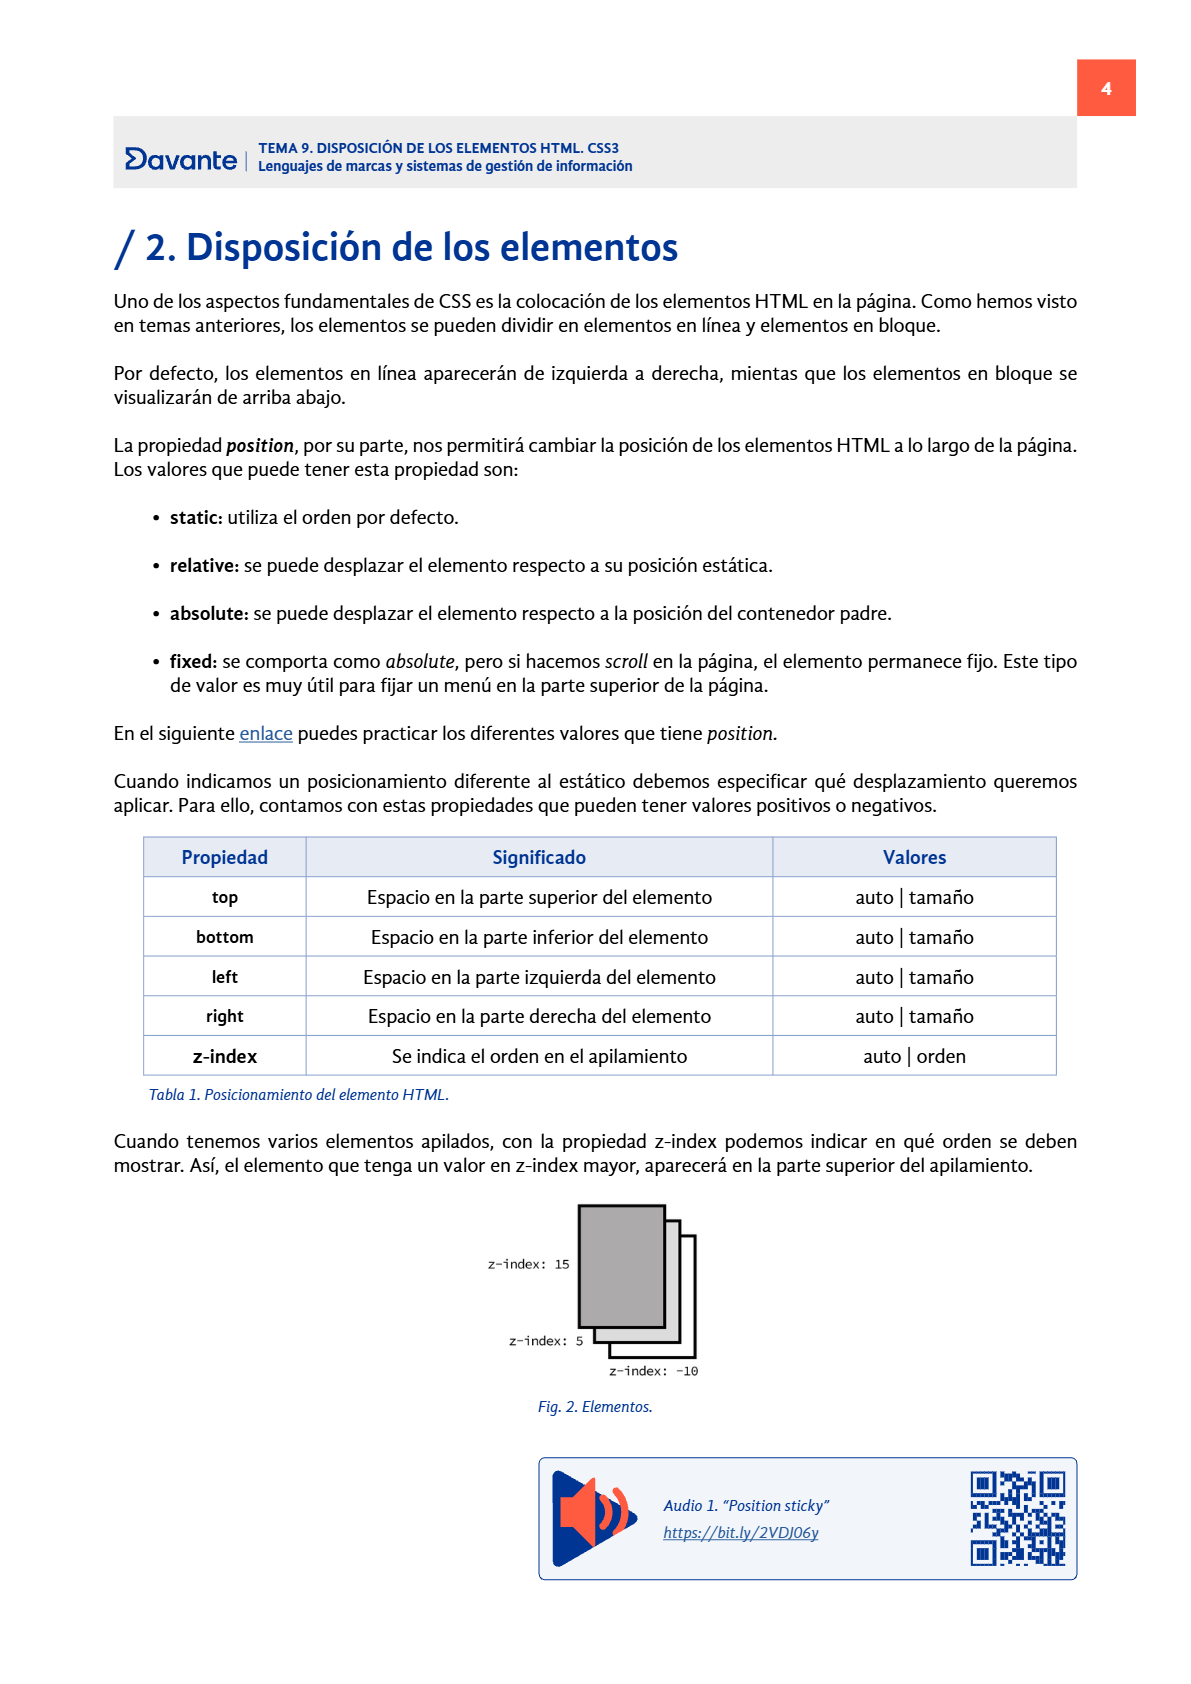 4
Davante
TEMA 9. DISPOSICIÓN DE LOS ELEMENTOS HTML. CSS3
Lenguajes de marcas y sistemas de gestión de información
/ 2. Disposición de los elementos
Uno de los aspectos fundamentales de CSS es la colocación de los elementos HTML en la página. Como hemos visto
en temas anteriores, los elementos se pueden dividir en elementos en línea y elementos en bloque.
Por defecto, los elementos en línea aparecerán de izquierda a derecha, mientas que los elementos en bloque se
visualizarán de arriba abajo.
La propiedad position, por su parte, nos permitirá cambiar la posición de los elementos HTML a lo largo de la página.
Los valores que puede tener esta propiedad son:
• static: utiliza el orden por defecto.
• relative: se puede desplazar el elemento respecto a su posición estática.
• absolute: se puede desplazar el elemento respecto a la posición del contenedor padre.
• fixed: se comporta como absolute, pero si hacemos scroll en la página, el elemento permanece fijo. Este tipo
de valor es muy útil para fijar un menú en la parte superior de la página.
En el siguiente enlace puedes practicar los diferentes valores que tiene position.
Cuando indicamos un posicionamiento diferente al estático debemos especificar qué desplazamiento queremos
aplicar. Para ello, contamos con estas propiedades que pueden tener valores positivos o negativos.
Propiedad Significado Valores
top Espacio en la parte superior del elemento auto | tamaño
bottom Espacio en la parte inferior del elemento auto | tamaño
left Espacio en la parte izquierda del elemento auto | tamaño
right Espacio en la parte derecha del elemento auto | tamaño
z-index Se indica el orden en el apilamiento auto | orden
Tabla 1. Posicionamiento del elemento HTML.
Cuando tenemos varios elementos apilados, con la propiedad z-index podemos indicar en qué orden se deben
mostrar. Así, el elemento que tenga un valor en z-index mayor, aparecerá en la parte superior del apilamiento.
z-index: 15
z-index: 5
z-index: -10
Fig. 2. Elementos.
Audio 1. “Position sticky”
https://bit.ly/2VDJ06y